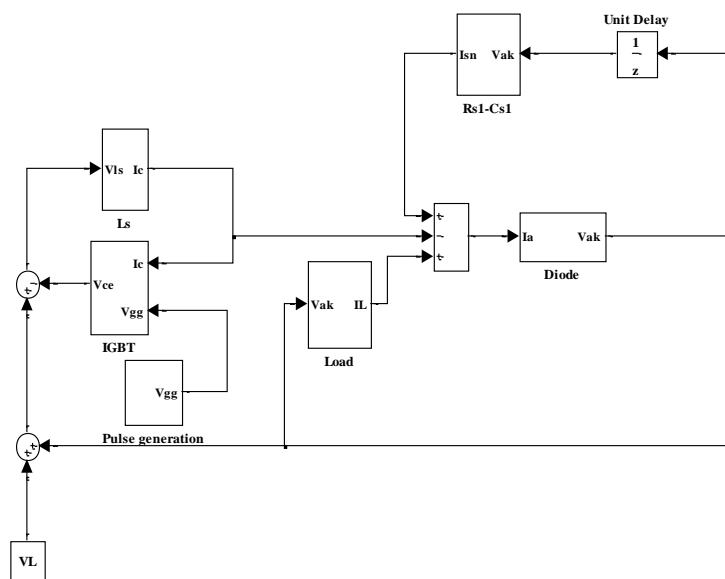 Unit Delay
1
z
Isn Vak
Rs1-Cs1
Vls Ic
Ls
+
-
+
Ia Vak
Diode
Ic
Vce
Vgg
IGBT
-
+
Vak IL
Load
Vgg
Pulse generation
+
+
VL